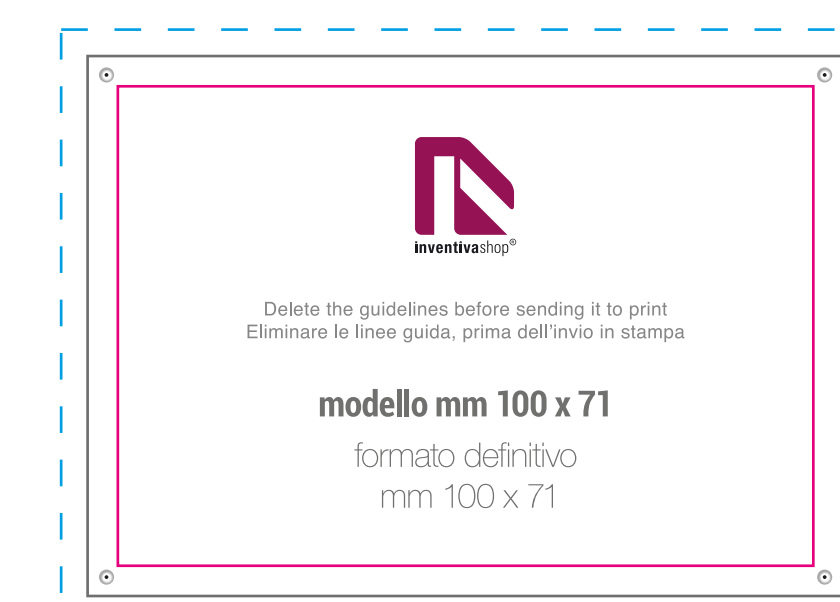 inventivashop®
Delete the guidelines before sending it to print
Eliminare le linee guida, prima dell'invio in stampa
modello mm 100 x 71
formato definitivo
mm 100 x 71